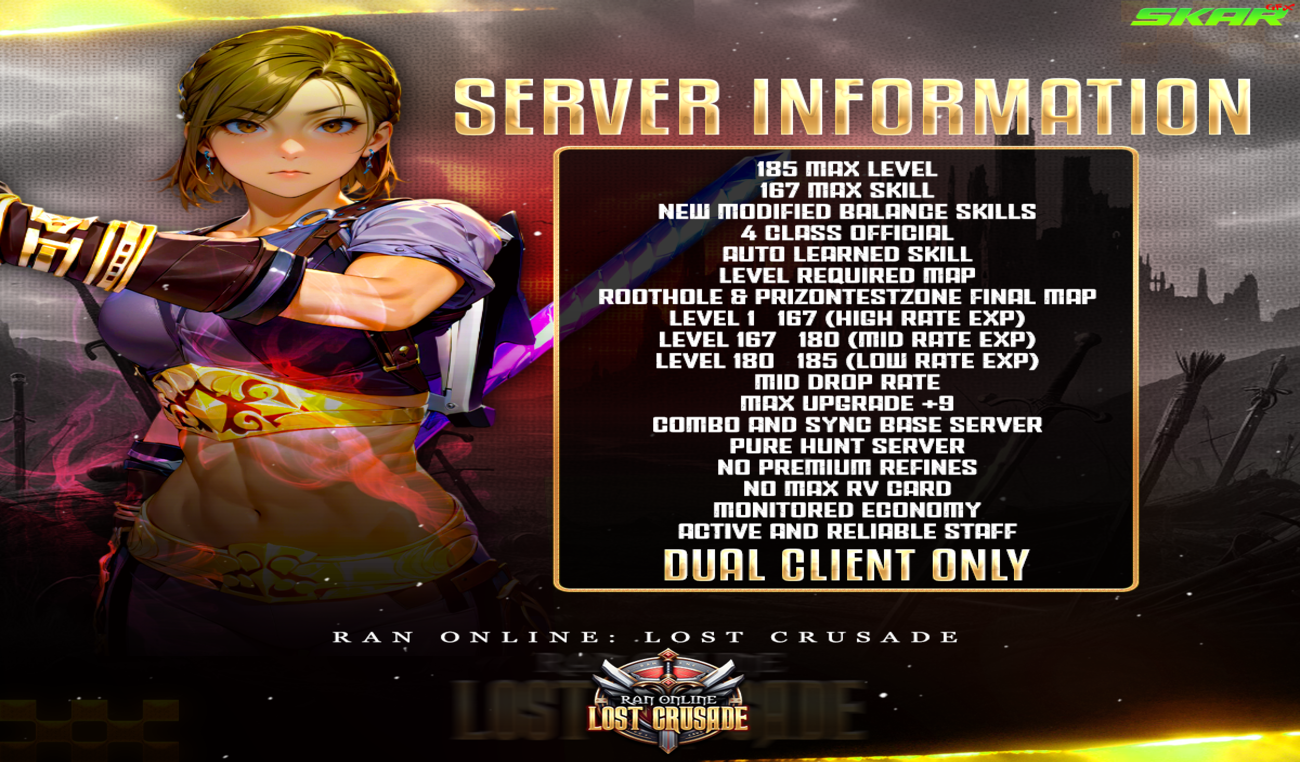 SKAR GFX
SERVER INFORMATION
185 MAX LEVEL
167 MAX SKILL
NEW MODIFIED BALANCE SKILLS
4 CLASS OFFICIAL
AUTO LEARNED SKILL
LEVEL REQUIRED MAP
ROOTHOLE & PRIZONTESTZONE FINAL MAP
LEVEL 1 167 (HIGH RATE EXP)
LEVEL 167 180 (MID RATE EXP)
LEVEL 180 185 (LOW RATE EXP)
MID DROP RATE
MAX UPGRADE +9
COMBO AND SYNC BASE SERVER
PURE HUNT SERVER
NO PREMIUM REFINES
NO MAX RV CARD
MONITORED ECONOMY
ACTIVE AND RELIABLE STAFF
DUAL CLIENT ONLY
RAN ONLINE: LOST CRUSADE
RAN ONLINE
LOST CRUSADE